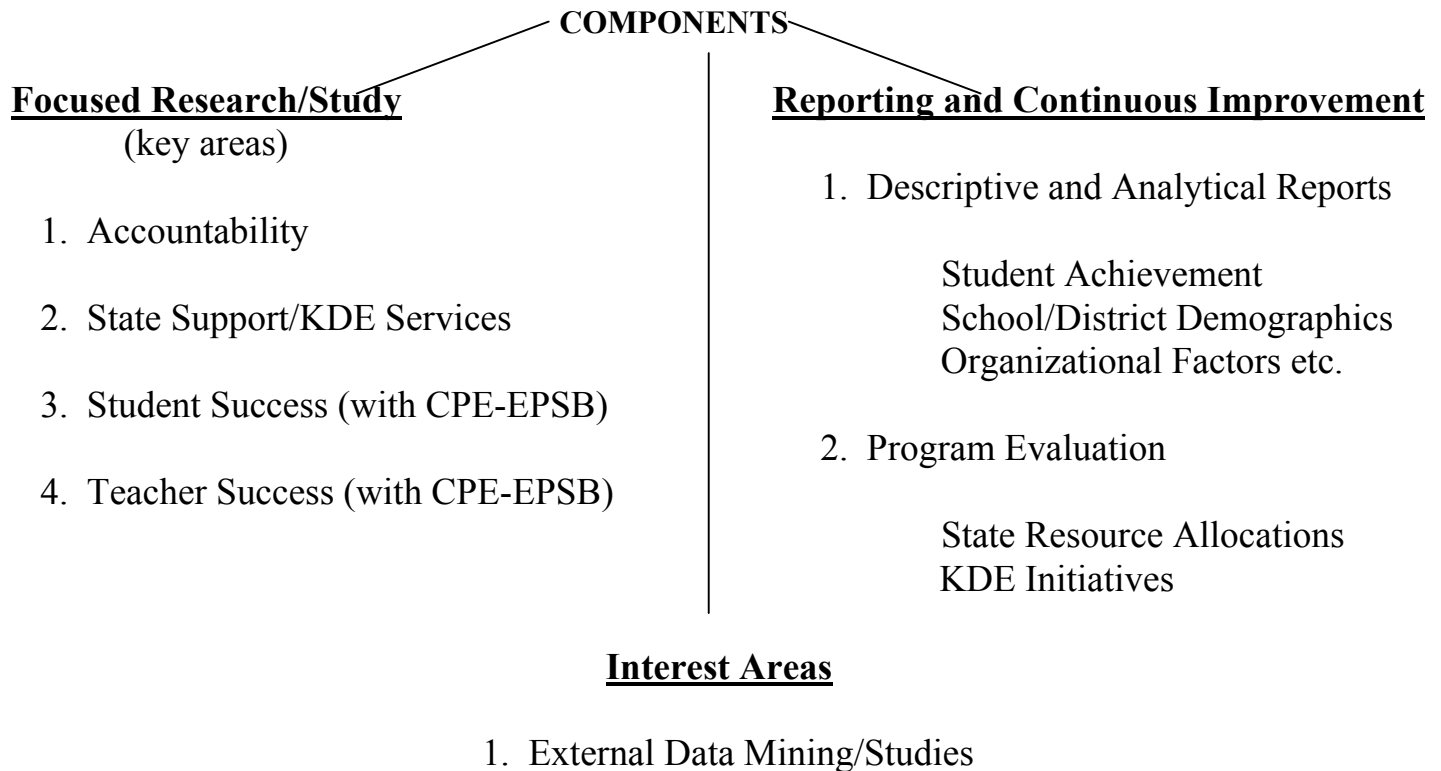 COMPONENTS
Focused Research/Study
(key areas)
1. Accountability
2. State Support/KDE Services
3. Student Success (with CPE-EPSB)
4. Teacher Success (with CPE-EPSB)
Reporting and Continuous Improvement
1. Descriptive and Analytical Reports
Student Achievement
School/District Demographics
Organizational Factors etc.
2. Program Evaluation
State Resource Allocations
KDE Initiatives
Interest Areas
1. External Data Mining/Studies